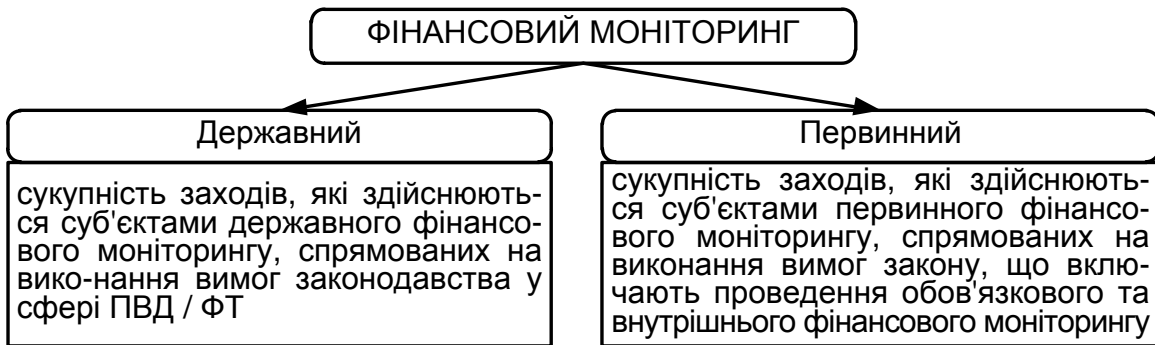 ФІНАНСОВИЙ МОНІТОРИНГ
Державний
сукупність заходів, які здійснюють-
ся суб'єктами державного фінансо-
вого моніторингу, спрямованих на
вико-нання вимог законодавства у
сфері ПВД / ФТ
Первинний
сукупність заходів, які здійснюють-
ся суб'єктами первинного фінансо-
вого моніторингу, спрямованих на
виконання вимог закону, що вклю-
чають проведення обов'язкового та
внутрішнього фінансового моніторингу